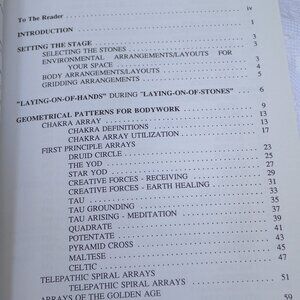 To The Reader iv
INTRODUCTION 1
SETTING THE STAGE 3
SELECTING THE STONES 3
ENVIRONMENTAL ARRANGEMENTS/LAYOUTS FOR
YOUR SPACE 3
BODY ARRANGEMENTS/LAYOUTS 4
GRIDDING ARRANGEMENTS 5
"LAYING-ON-OF-HANDS" DURING "LAYING-ON-OF-STONES" 6
GEOMETRICAL PATTERNS FOR BODYWORK 9
CHAKRA ARRAY 13
CHAKRA DEFINITIONS 13
CHAKRA ARRAY UTILIZATION 17
FIRST PRINCIPLE ARRAYS
DRUID CIRCLE 23
THE YOD 25
STAR YOD 27
CREATIVE FORCES - RECEIVING 29
CREATIVE FORCES - EARTH HEALING 31
TAU 33
TAU GROUNDING 35
TAU ARISING - MEDITATION 37
QUADRATE 39
POTENTATE 41
PYRAMID CROSS 43
MALTESE 45
CELTIC 47
TELEPATHIC SPIRAL ARRAYS
TELEPATHIC SPIRAL 51
ARRAYS OF THE GOLDEN AGE 59